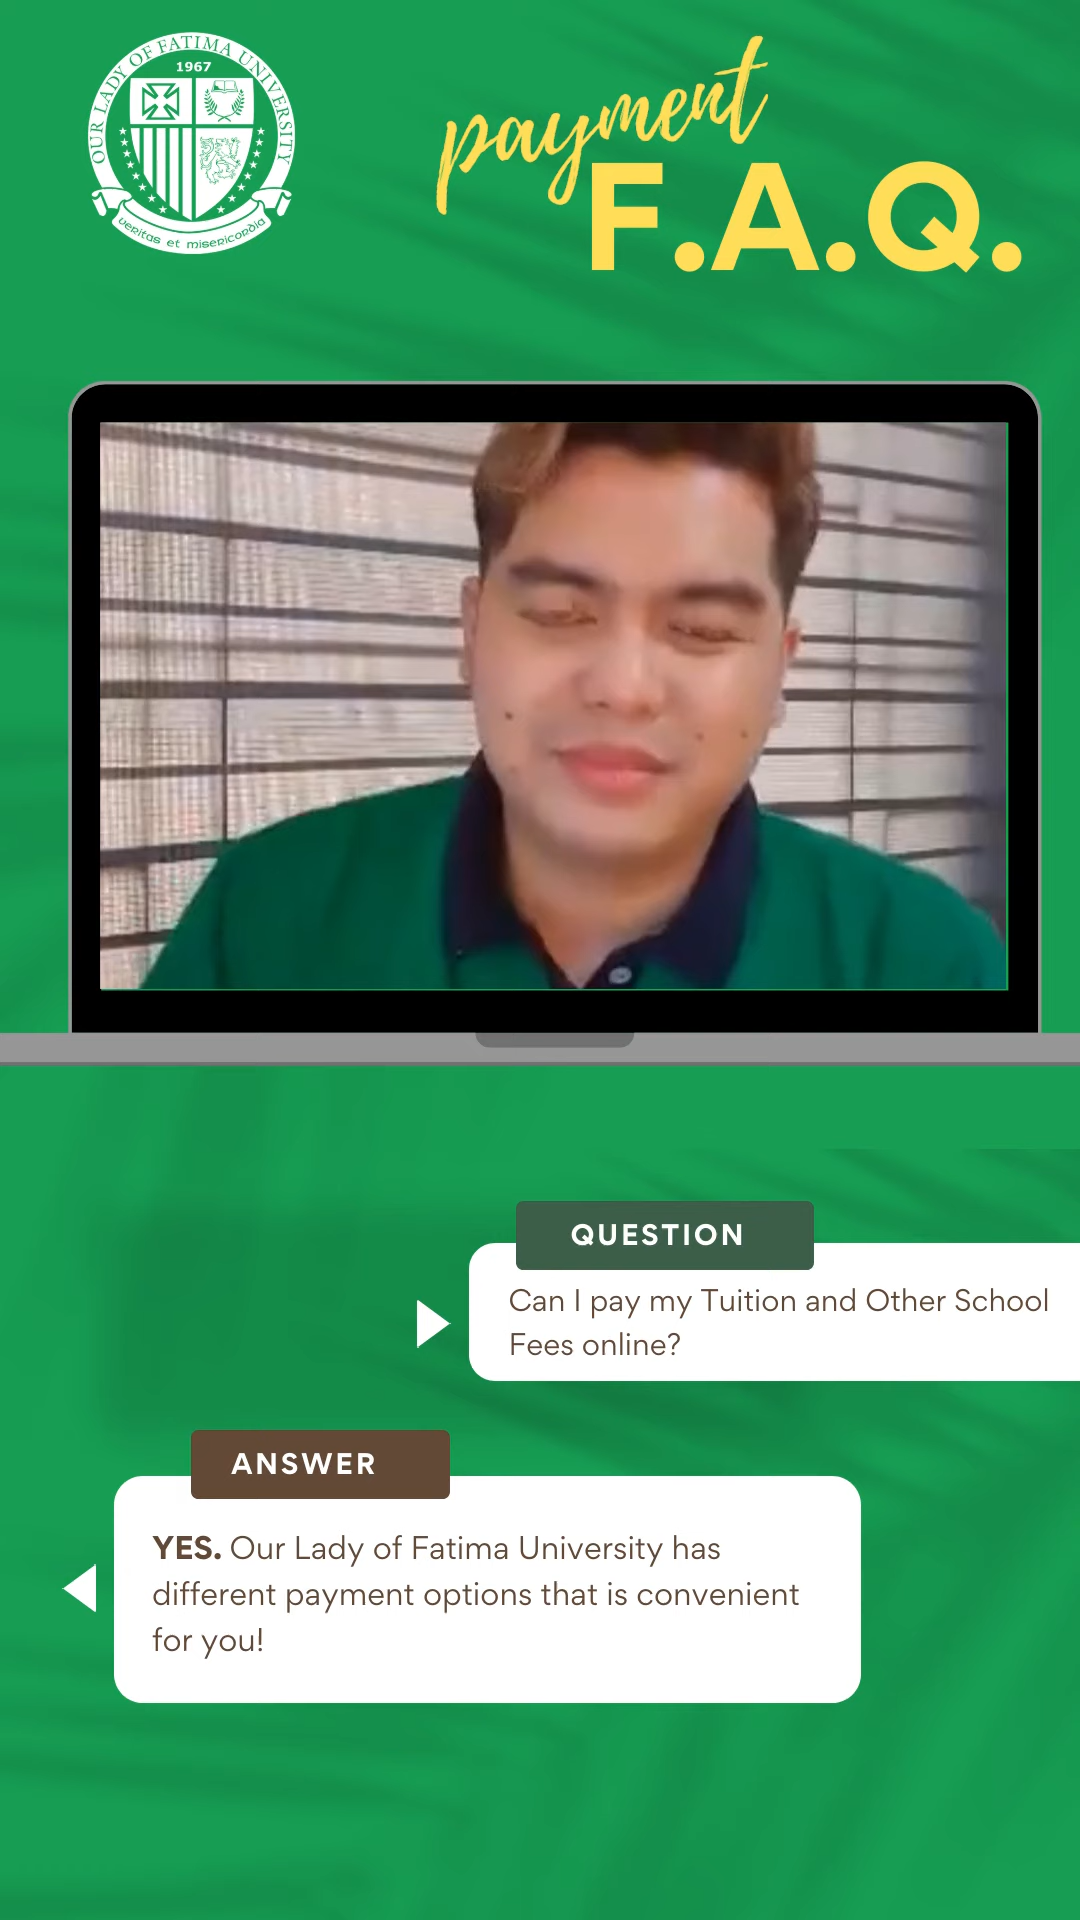 OUR LADY OF FATIMA UNIVERSITY
1967
veritas et misericordia
payment
F.A.Q.
QUESTION
Can I pay my Tuition and Other School
Fees online?
ANSWER
YES. Our Lady of Fatima University has
different payment options that is convenient
for you!